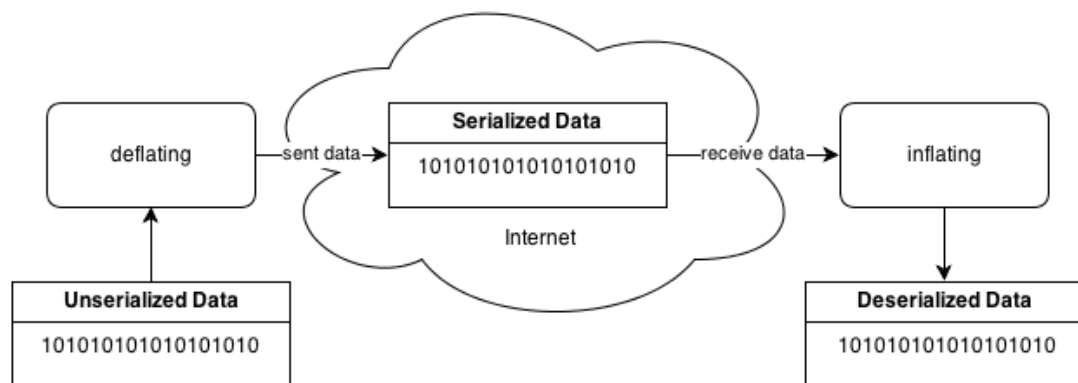 deflating
sent data
Serialized Data
101010101010101010
receive data
inflating
Internet
Unserialized Data
101010101010101010
Deserialized Data
101010101010101010